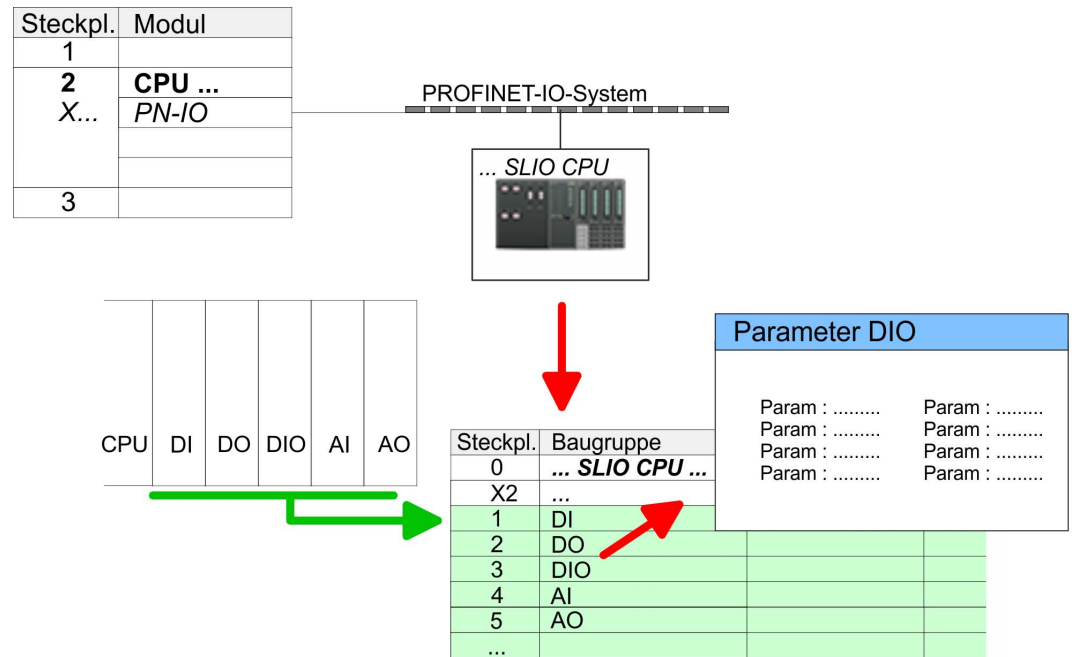 Steckpl. Modul
1
2 CPU ...
X... PN-IO
3
PROFINET-IO-System
... SLIO CPU
CPU DI DO DIO AI AO
Parameter DIO
Param : ......... Param : .........
Param : ......... Param : .........
Param : ......... Param : .........
Param : ......... Param : .........
Steckpl. Baugruppe
0 ... SLIO CPU ...
X2 ...
1 DI
2 DO
3 DIO
4 AI
5 AO
...